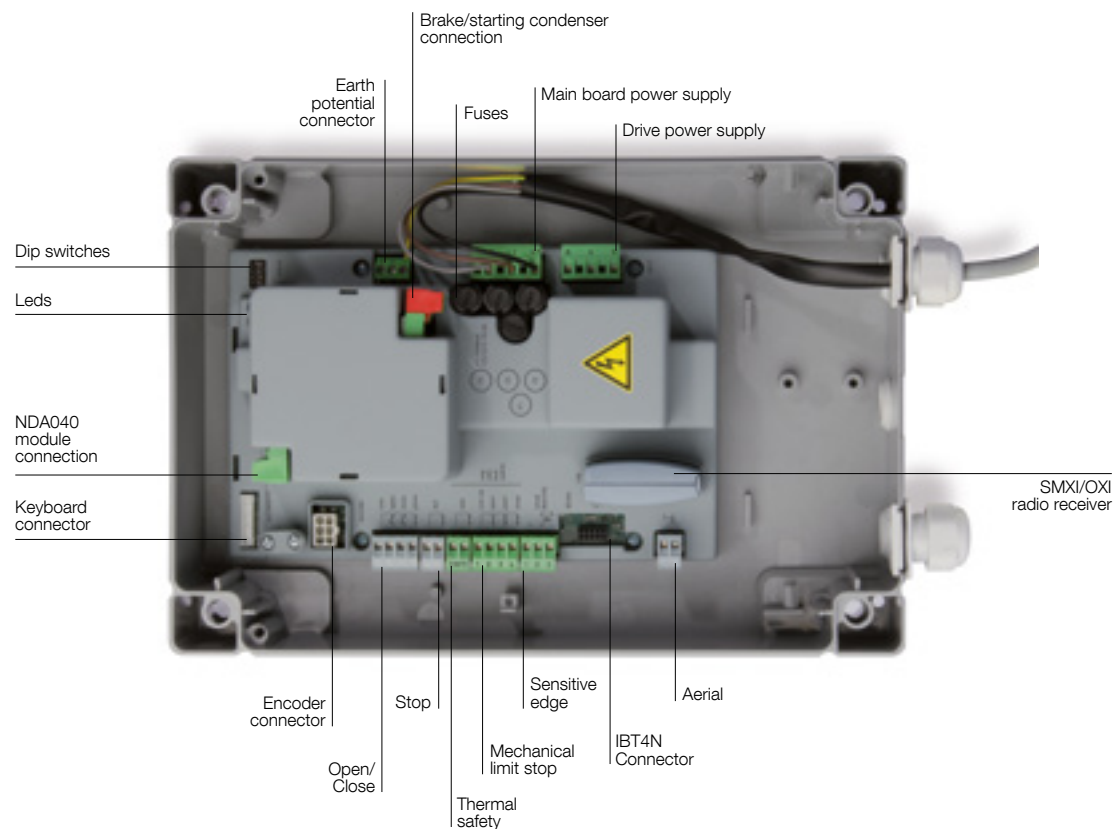 Brake/starting condenser
connection
Earth
potential
connector
Fuses
Main board power supply
Drive power supply
Dip switches
Leds
NDA040
module
connection
Keyboard
connector
SMXI/OXI
radio receiver
Encoder
connector
Open/
Close
Stop
Thermal
safety
Mechanical
limit stop
Sensitive
edge
IBT4N
Connector
Aerial